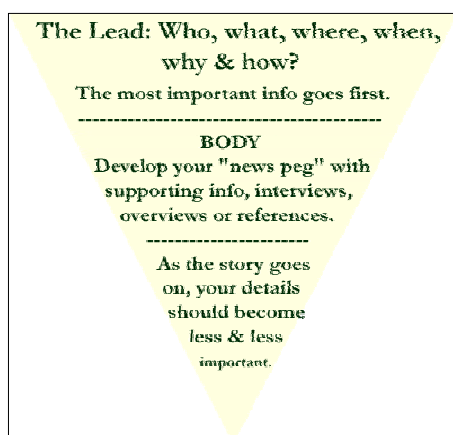 The Lead: Who, what, where, when,
why & how?
The most important info goes first.
-------------------------------------------
BODY
Develop your "news peg" with
supporting info, interviews,
overviews or references.
-----------------------
As the story goes
on, your details
should become
less & less
important.